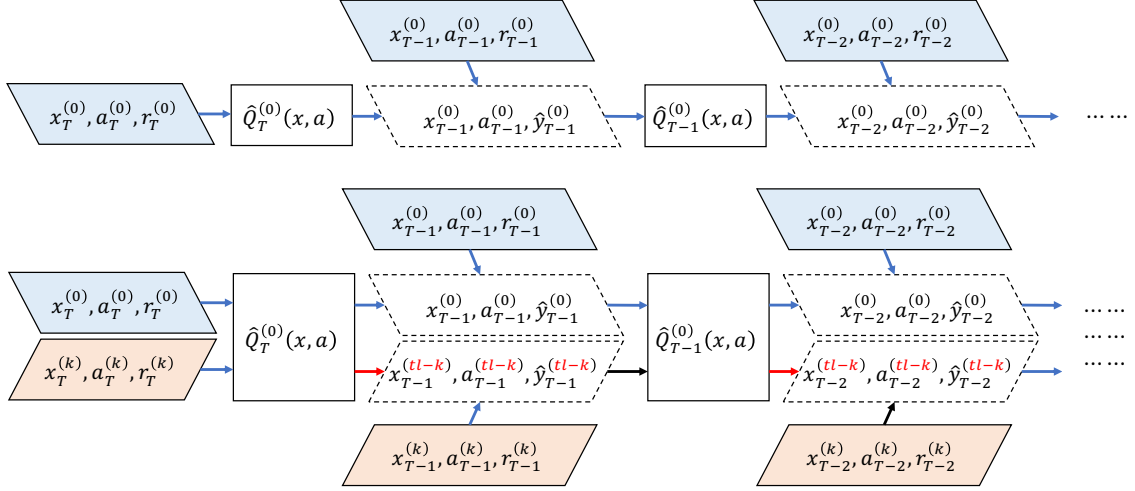 x_{T-1}^{(0)}, a_{T-1}^{(0)}, r_{T-1}^{(0)}
x_{T-2}^{(0)}, a_{T-2}^{(0)}, r_{T-2}^{(0)}
x_T^{(0)}, a_T^{(0)}, r_T^{(0)}
\hat{Q}_T^{(0)}(x, a)
x_{T-1}^{(0)}, a_{T-1}^{(0)}, \hat{y}_{T-1}^{(0)}
\hat{Q}_{T-1}^{(0)}(x, a)
x_{T-2}^{(0)}, a_{T-2}^{(0)}, \hat{y}_{T-2}^{(0)}
... ...
x_{T-1}^{(0)}, a_{T-1}^{(0)}, r_{T-1}^{(0)}
x_{T-2}^{(0)}, a_{T-2}^{(0)}, r_{T-2}^{(0)}
x_T^{(0)}, a_T^{(0)}, r_T^{(0)}
x_T^{(k)}, a_T^{(k)}, r_T^{(k)}
\hat{Q}_T^{(0)}(x, a)
x_{T-1}^{(0)}, a_{T-1}^{(0)}, \hat{y}_{T-1}^{(0)}
x_{T-1}^{(tl-k)}, a_{T-1}^{(tl-k)}, \hat{y}_{T-1}^{(tl-k)}
\hat{Q}_{T-1}^{(0)}(x, a)
x_{T-2}^{(0)}, a_{T-2}^{(0)}, \hat{y}_{T-2}^{(0)}
x_{T-2}^{(tl-k)}, a_{T-2}^{(tl-k)}, \hat{y}_{T-2}^{(tl-k)}
... ...
... ...
... ...
x_{T-1}^{(k)}, a_{T-1}^{(k)}, r_{T-1}^{(k)}
x_{T-2}^{(k)}, a_{T-2}^{(k)}, r_{T-2}^{(k)}